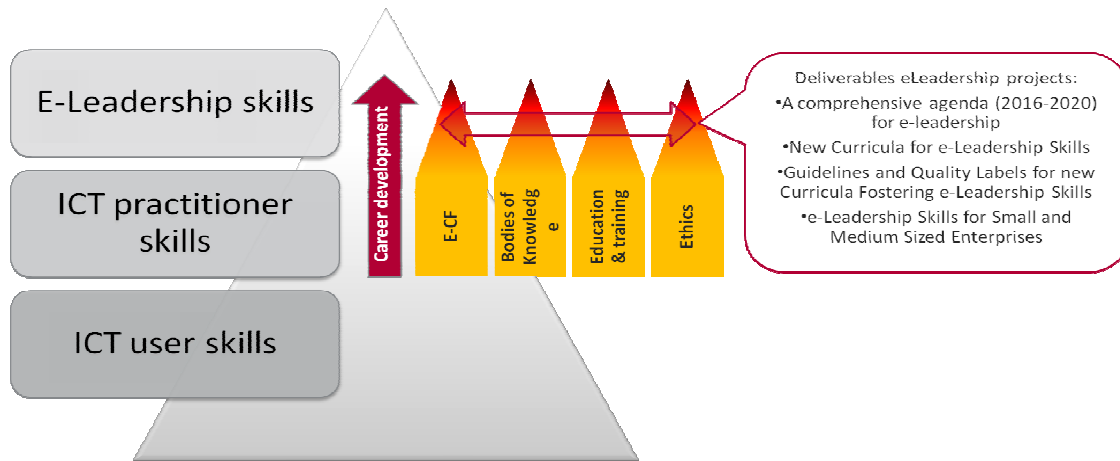 E-Leadership skills
ICT practitioner
skills
ICT user skills
Career development
E-CF
Bodies of
Knowledg
e
Education
& training
Ethics
Deliverables eLeadership projects:
•A comprehensive agenda (2016-2020)
for e-leadership
•New Curricula for e-Leadership Skills
•Guidelines and Quality Labels for new
Curricula Fostering e-Leadership Skills
•e-Leadership Skills for Small and
Medium Sized Enterprises